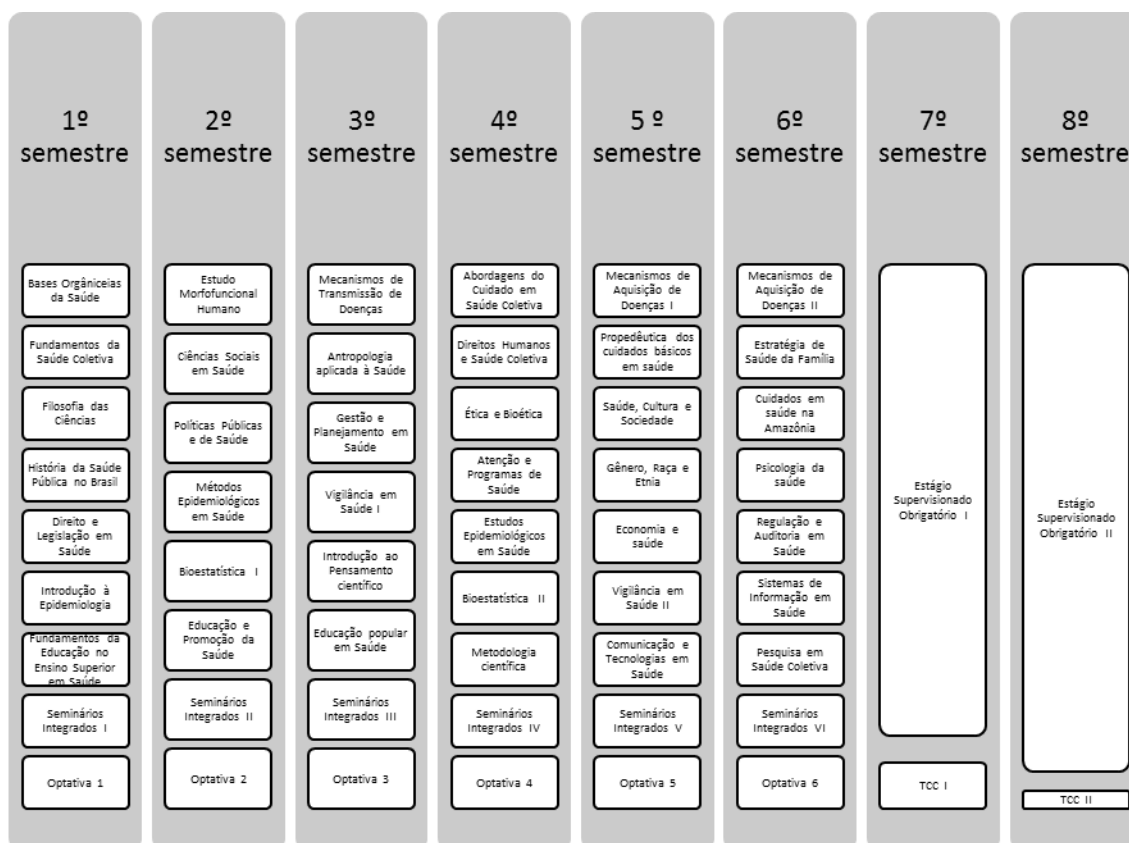 1º
semestre
Bases Orgâniceias
da Saúde
Fundamentos da
Saúde Coletiva
Filosofia das
Ciências
História da Saúde
Pública no Brasil
Direito e
Legislação em
Saúde
Introdução à
Epidemiologia
Fundamentos da
Educação no
Ensino Superior
em Saúde
Seminários
Integrados I
Optativa 1
2º
semestre
Estudo
Morfofuncional
Humano
Ciências Sociais
em Saúde
Políticas Públicas
e de Saúde
Métodos
Epidemiológicos
em Saúde
Bioestatística I
Educação e
Promoção da
Saúde
Seminários
Integrados II
Optativa 2
3º
semestre
Mecanismos de
Transmissão de
Doenças
Antropologia
aplicada à Saúde
Gestão e
Planejamento em
Saúde
Vigilância em
Saúde I
Introdução ao
Pensamento
científico
Educação popular
em Saúde
Seminários
Integrados III
Optativa 3
4º
semestre
Abordagens do
Cuidado em
Saúde Coletiva
Direitos Humanos
e Saúde Coletiva
Ética e Bioética
Atenção e
Programas de
Saúde
Estudos
Epidemiológicos
em Saúde
Bioestatística II
Metodologia
científica
Seminários
Integrados IV
Optativa 4
5 º
semestre
Mecanismos de
Aquisição de
Doenças I
Propedêutica dos
cuidados básicos
em saúde
Saúde, Cultura e
Sociedade
Gênero, Raça e
Etnia
Economia e
saúde
Vigilância em
Saúde II
Comunicação e
Tecnologias em
Saúde
Seminários
Integrados V
Optativa 5
6º
semestre
Mecanismos de
Aquisição de
Doenças II
Estratégia de
Saúde da Família
Cuidados em
saúde na
Amazônia
Psicologia da
saúde
Regulação e
Auditoria em
Saúde
Sistemas de
Informação em
Saúde
Pesquisa em
Saúde Coletiva
Seminários
Integrados VI
Optativa 6
7º
semestre
Estágio
Supervisionado
Obrigatório I
TCC I
8º
semestre
Estágio
Supervisionado
Obrigatório II
TCC II